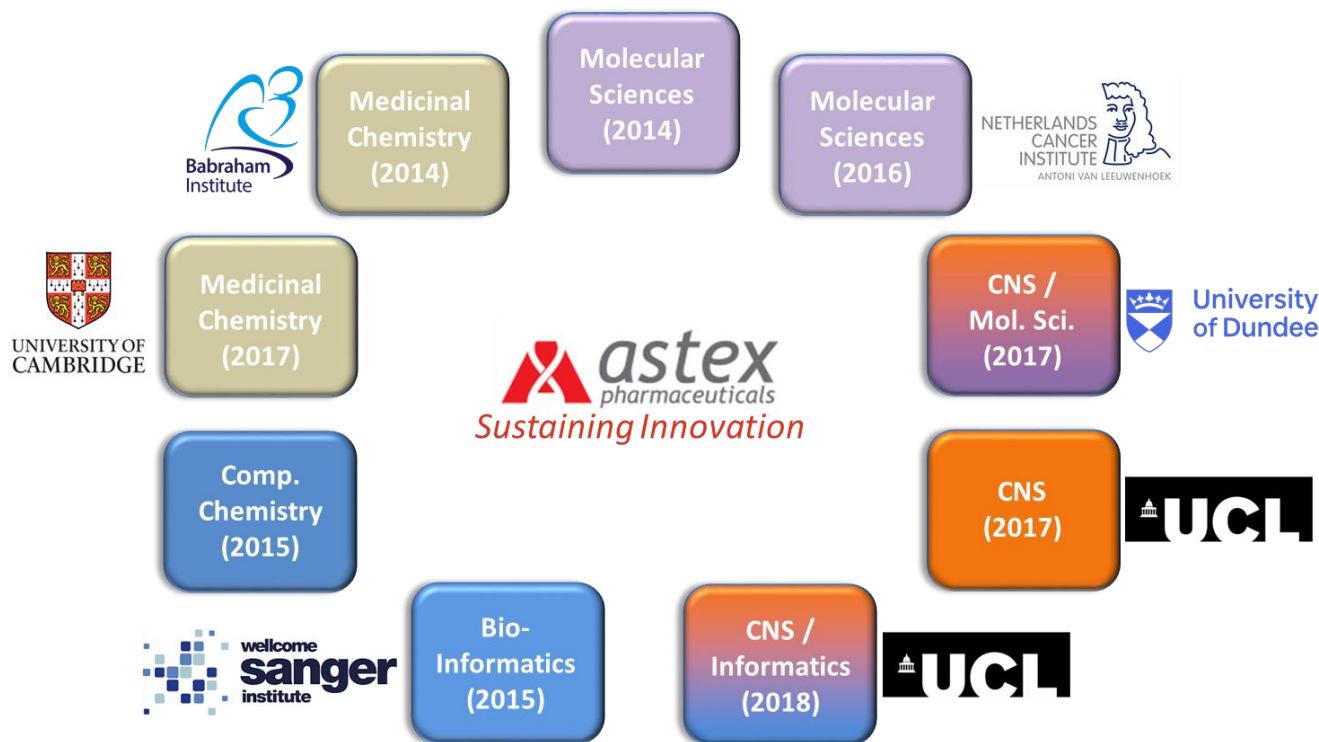 Molecular
Sciences
(2014)
Medicinal
Chemistry
(2014)
Babraham
Institute
Molecular
Sciences
(2016)
NETHERLANDS
CANCER
INSTITUTE
ANTONI VAN LEEUWENHOEK
Medicinal
Chemistry
(2017)
UNIVERSITY OF
CAMBRIDGE
CNS /
Mol. Sci.
(2017)
University
of Dundee
astex
pharmaceuticals
Sustaining Innovation
Comp.
Chemistry
(2015)
CNS
(2017)
UCL
wellcome
sanger
institute
Bio-
Informatics
(2015)
CNS /
Informatics
(2018)
UCL